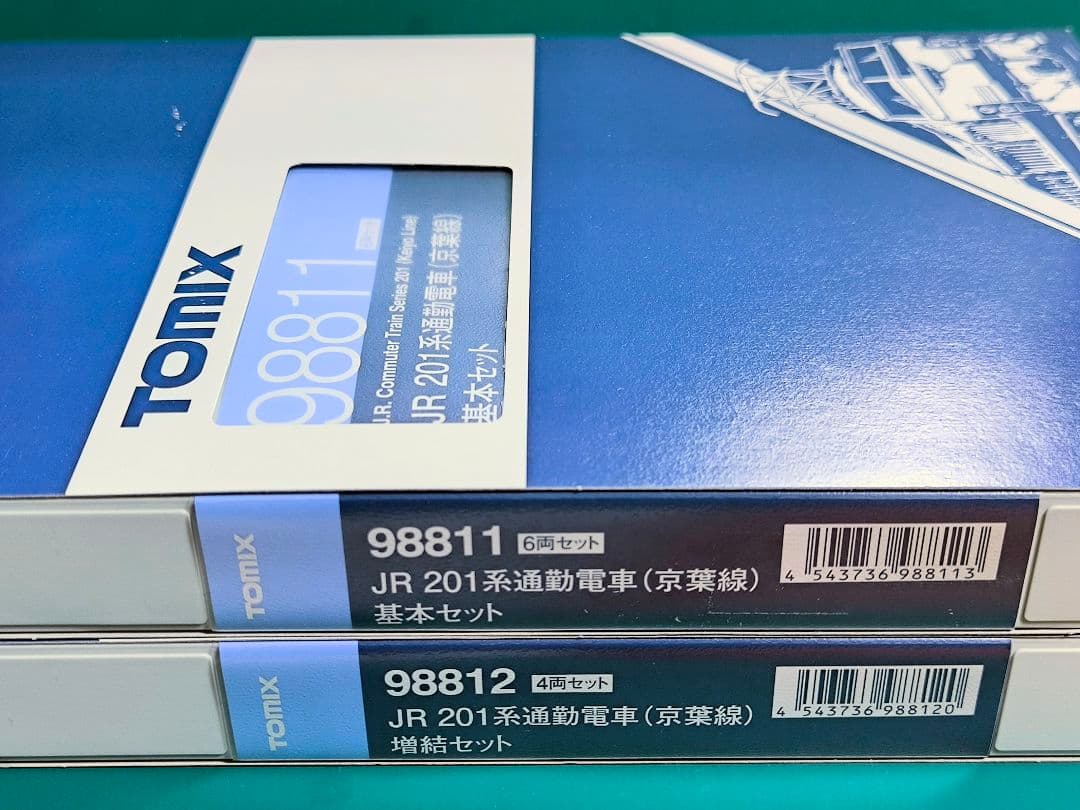 TOMIX
98811
J.R. Commuter Train Series 201 (Keiyo Line)
JR 201系通勤電車(京葉線)
基本セット
TOMIX
98811 6両セット
JR 201系通勤電車(京葉線)
基本セット
4 543736 988113
TOMIX
98812 4両セット
JR 201系通勤電車(京葉線)
増結セット
4 543736 988120